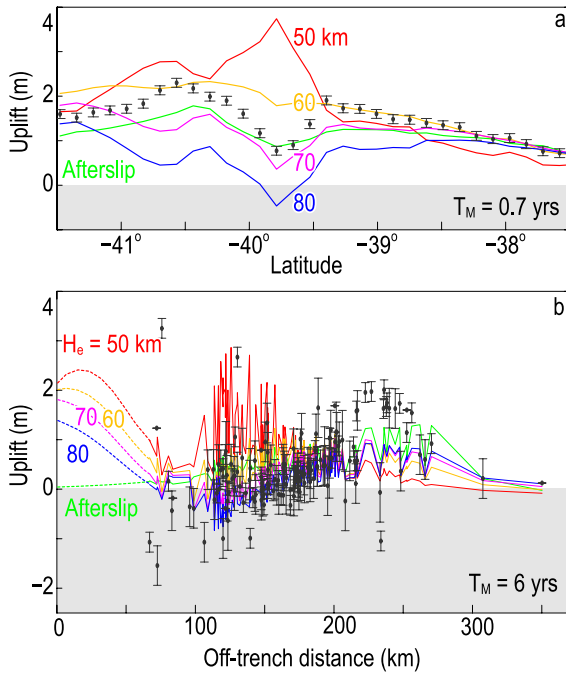 a
4
2
0
Uplift (m)
50 km
60
70
80
Afterslip
T_M = 0.7 yrs
−41° −40° −39° −38°
Latitude
b
4
2
0
−2
Uplift (m)
H_e = 50 km
60
70
80
Afterslip
T_M = 6 yrs
0 100 200 300
Off-trench distance (km)